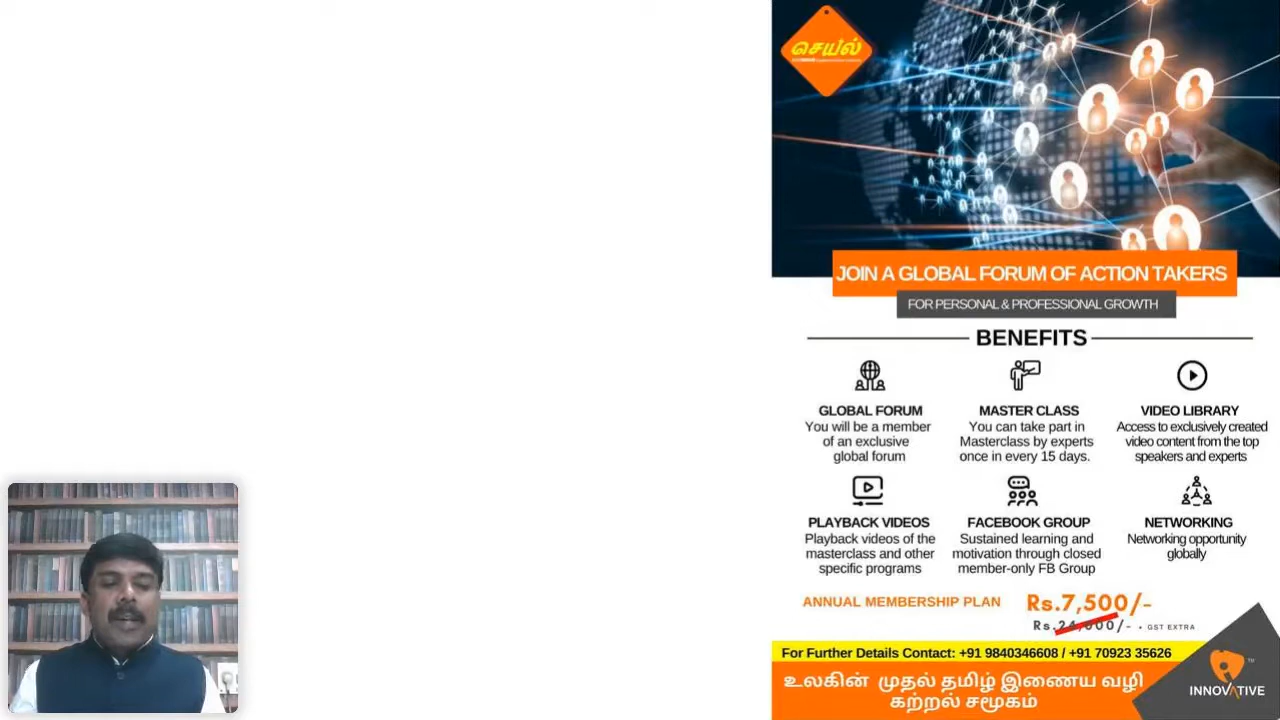 செயல்
JOIN A GLOBAL FORUM OF ACTION TAKERS
FOR PERSONAL & PROFESSIONAL GROWTH
BENEFITS
GLOBAL FORUM
You will be a member
of an exclusive
global forum
MASTER CLASS
You can take part in
Masterclass by experts
once in every 15 days.
VIDEO LIBRARY
Access to exclusively created
video content from the top
speakers and experts
PLAYBACK VIDEOS
Playback videos of the
masterclass and other
specific programs
FACEBOOK GROUP
Sustained learning and
motivation through closed
member-only FB Group
NETWORKING
Networking opportunity
globally
ANNUAL MEMBERSHIP PLAN
Rs.7,500/-
Rs.24,000/- • GST EXTRA
For Further Details Contact: +91 9840346608 / +91 70923 35626
உலகின் முதல் தமிழ் இணைய வழி
கற்றல் சமூகம்
TM
INNOVATIVE